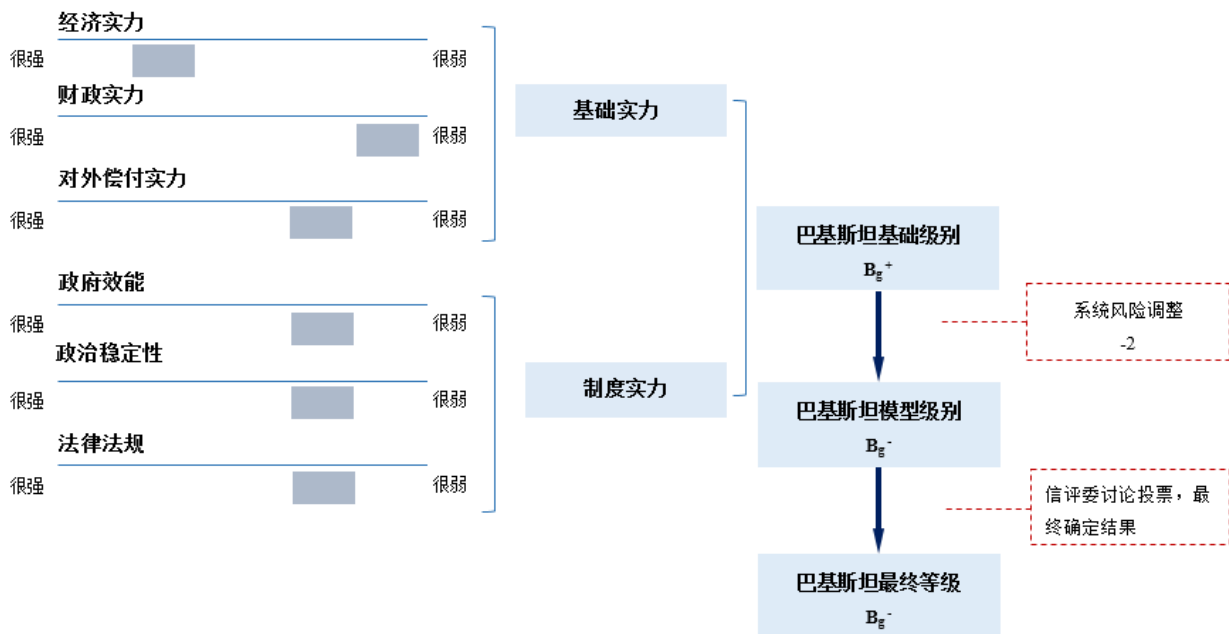 经济实力
很强
很弱
财政实力
很强
很弱
对外偿付实力
很强
很弱
基础实力
政府效能
很强
很弱
政治稳定性
很强
很弱
法律法规
很强
很弱
制度实力
巴基斯坦基础级别
Bg+
系统风险调整
-2
巴基斯坦模型级别
Bg-
信评委讨论投票，最
终确定结果
巴基斯坦最终等级
Bg-